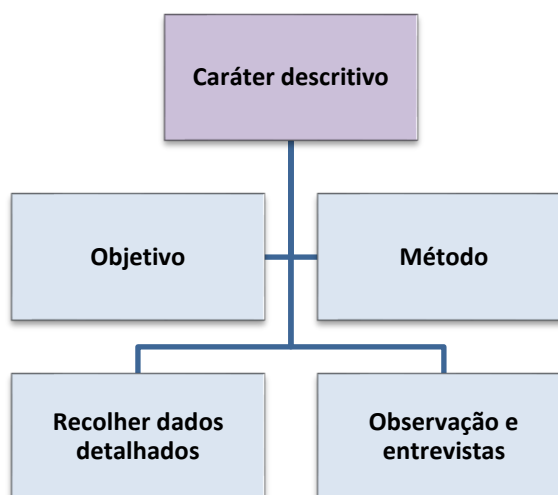 Caráter descritivo
Objetivo
Método
Recolher dados
detalhados
Observação e
entrevistas